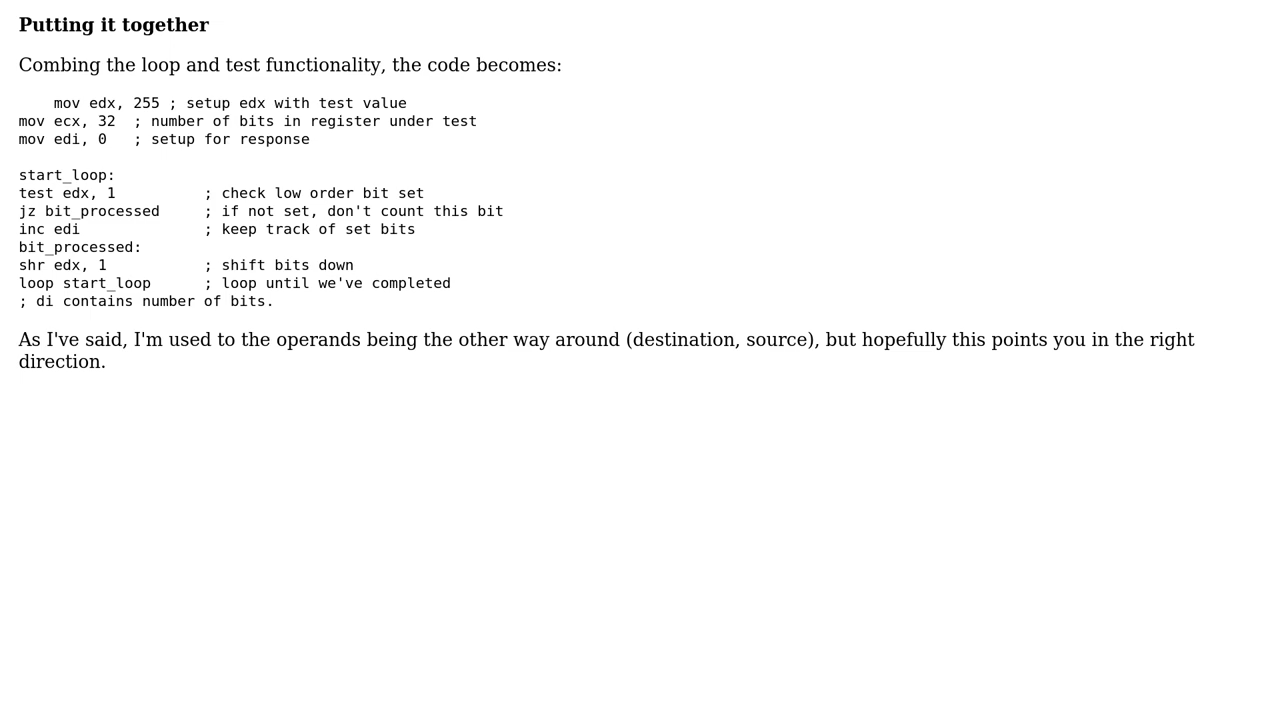 Putting it together
Combing the loop and test functionality, the code becomes:
    mov edx, 255 ; setup edx with test value
mov ecx, 32  ; number of bits in register under test
mov edi, 0   ; setup for response

start_loop:
test edx, 1          ; check low order bit set
jz bit_processed     ; if not set, don't count this bit
inc edi              ; keep track of set bits
bit_processed:
shr edx, 1           ; shift bits down
loop start_loop      ; loop until we've completed
; di contains number of bits.
As I've said, I'm used to the operands being the other way around (destination, source), but hopefully this points you in the right
direction.